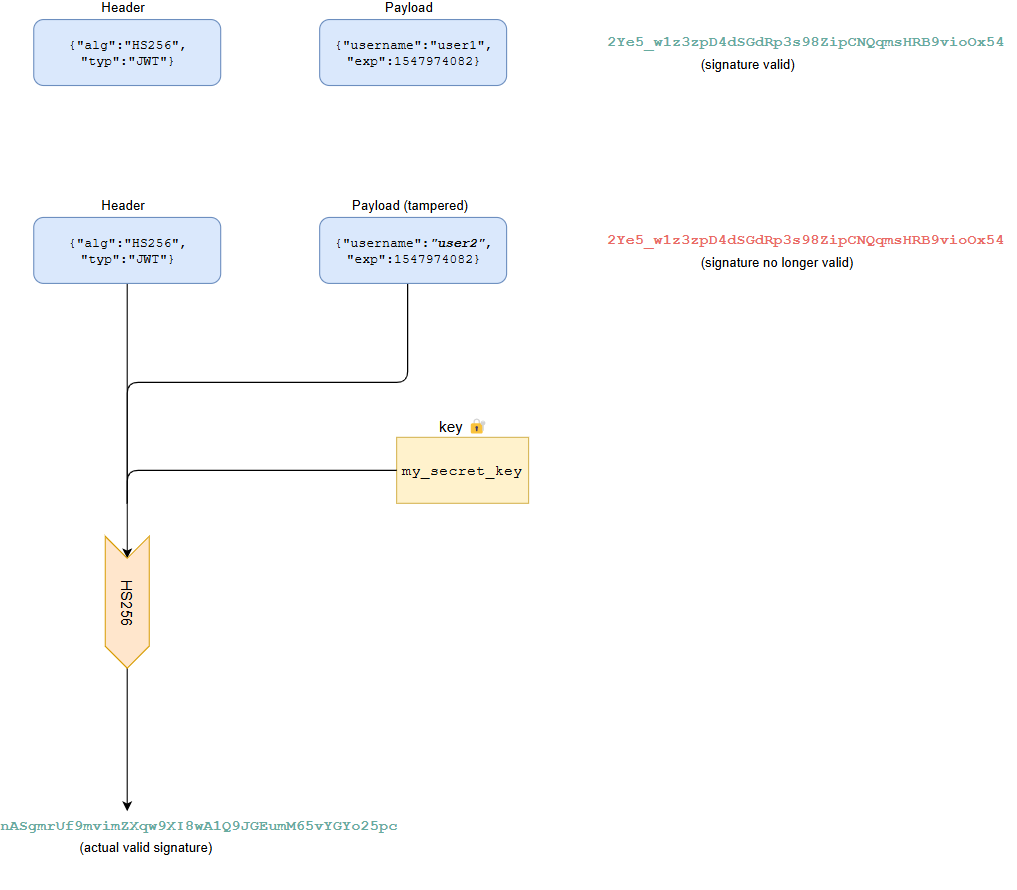 Header
Payload
{"alg":"HS256",
"typ":"JWT"}
{"username":"user1",
"exp":1547974082}
2Ye5_w1z3zpD4dSGdRp3s98ZipCNQqmsHRB9vioOx54
(signature valid)
Header
Payload (tampered)
{"alg":"HS256",
"typ":"JWT"}
{"username":"user2",
"exp":1547974082}
2Ye5_w1z3zpD4dSGdRp3s98ZipCNQqmsHRB9vioOx54
(signature no longer valid)
key
my_secret_key
HS256
nASgmrUf9mvimZXqw9XI8wA1Q9JGEumM65vYGYo25pc
(actual valid signature)